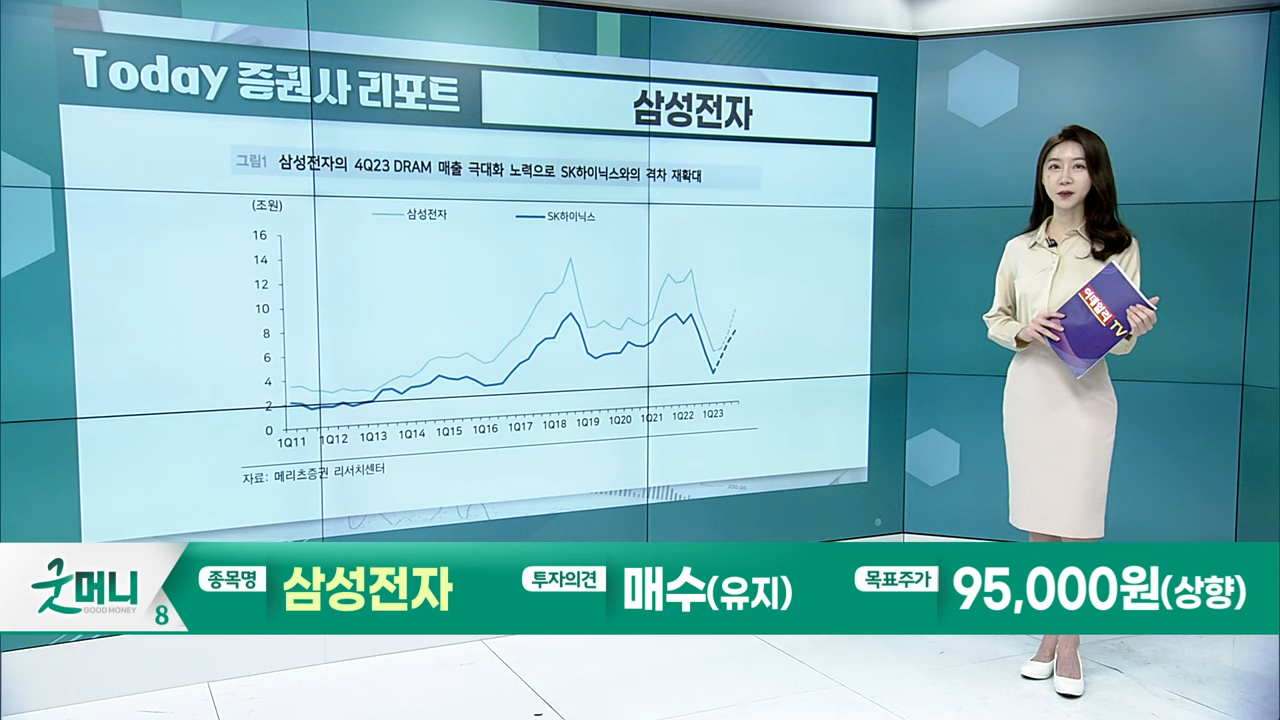 Today 증권사 리포트
삼성전자
그림1 삼성전자의 4Q23 DRAM 매출 극대화 노력으로 SK하이닉스와의 격차 재확대
(조원)
삼성전자
SK하이닉스
16
14
12
10
8
6
4
2
0
1Q11 1Q12 1Q13 1Q14 1Q15 1Q16 1Q17 1Q18 1Q19 1Q20 1Q21 1Q22 1Q23
자료: 메리츠증권 리서치센터
이데일리 TV
굿머니
GOOD MONEY
8
종목명
삼성전자
투자의견
매수(유지)
목표주가
95,000원(상향)